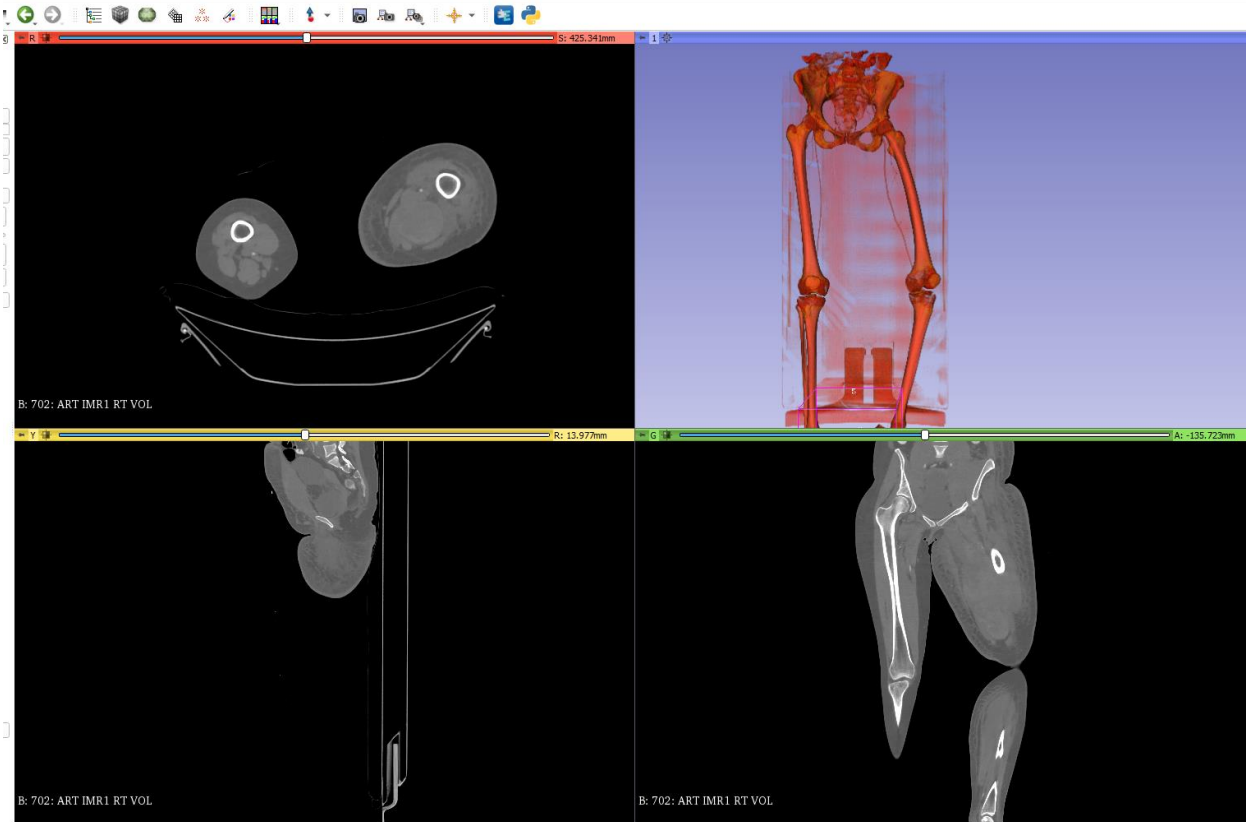 R
S: 425.341mm
1
B: 702: ART IMR1 RT VOL
Y
R: 13.977mm
G
A: -135.723mm
B: 702: ART IMR1 RT VOL
B: 702: ART IMR1 RT VOL